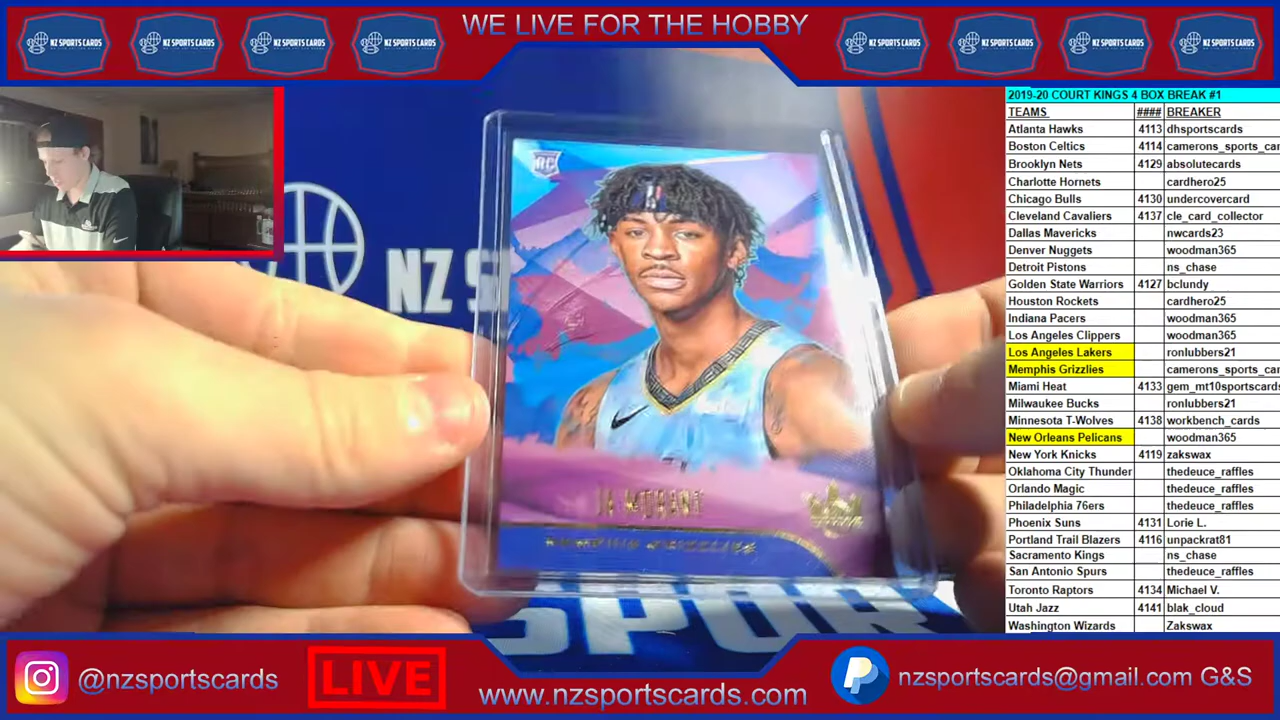 WE LIVE FOR THE HOBBY
NZ SPORTS CARDS
NZ SPORTS CARDS
NZ SPORTS CARDS
NZ SPORTS CARDS
NZ SPORTS CARDS
NZ SPORTS CARDS
NZ SPORTS CARDS
NZ SPORTS CARDS
2019-20 COURT KINGS 4 BOX BREAK #1
TEAMS #### BREAKER
Atlanta Hawks 4113 dhsportscards
Boston Celtics 4114 camerons_sports_car
Brooklyn Nets 4129 absolutecards
Charlotte Hornets cardhero25
Chicago Bulls 4130 undercovercard
Cleveland Cavaliers 4137 cle_card_collector
Dallas Mavericks nwcards23
Denver Nuggets woodman365
Detroit Pistons ns_chase
Golden State Warriors 4127 bclundy
Houston Rockets cardhero25
Indiana Pacers woodman365
Los Angeles Clippers woodman365
Los Angeles Lakers ronlubbers21
Memphis Grizzlies camerons_sports_car
Miami Heat 4133 gem_mt10sportscards
Milwaukee Bucks ronlubbers21
Minnesota T-Wolves 4138 workbench_cards
New Orleans Pelicans woodman365
New York Knicks 4119 zakswax
Oklahoma City Thunder thedeuce_raffles
Orlando Magic thedeuce_raffles
Philadelphia 76ers thedeuce_raffles
Phoenix Suns 4131 Lorie L.
Portland Trail Blazers 4116 unpackrat81
Sacramento Kings ns_chase
San Antonio Spurs thedeuce_raffles
Toronto Raptors 4134 Michael V.
Utah Jazz 4141 blak_cloud
Washington Wizards Zakswax
RC
NZ S
JA MORANT
MEMPHIS GRIZZLIES
SPOR
@nzsportscards
LIVE
www.nzsportscards.com
nzsportscards@gmail.com G&S